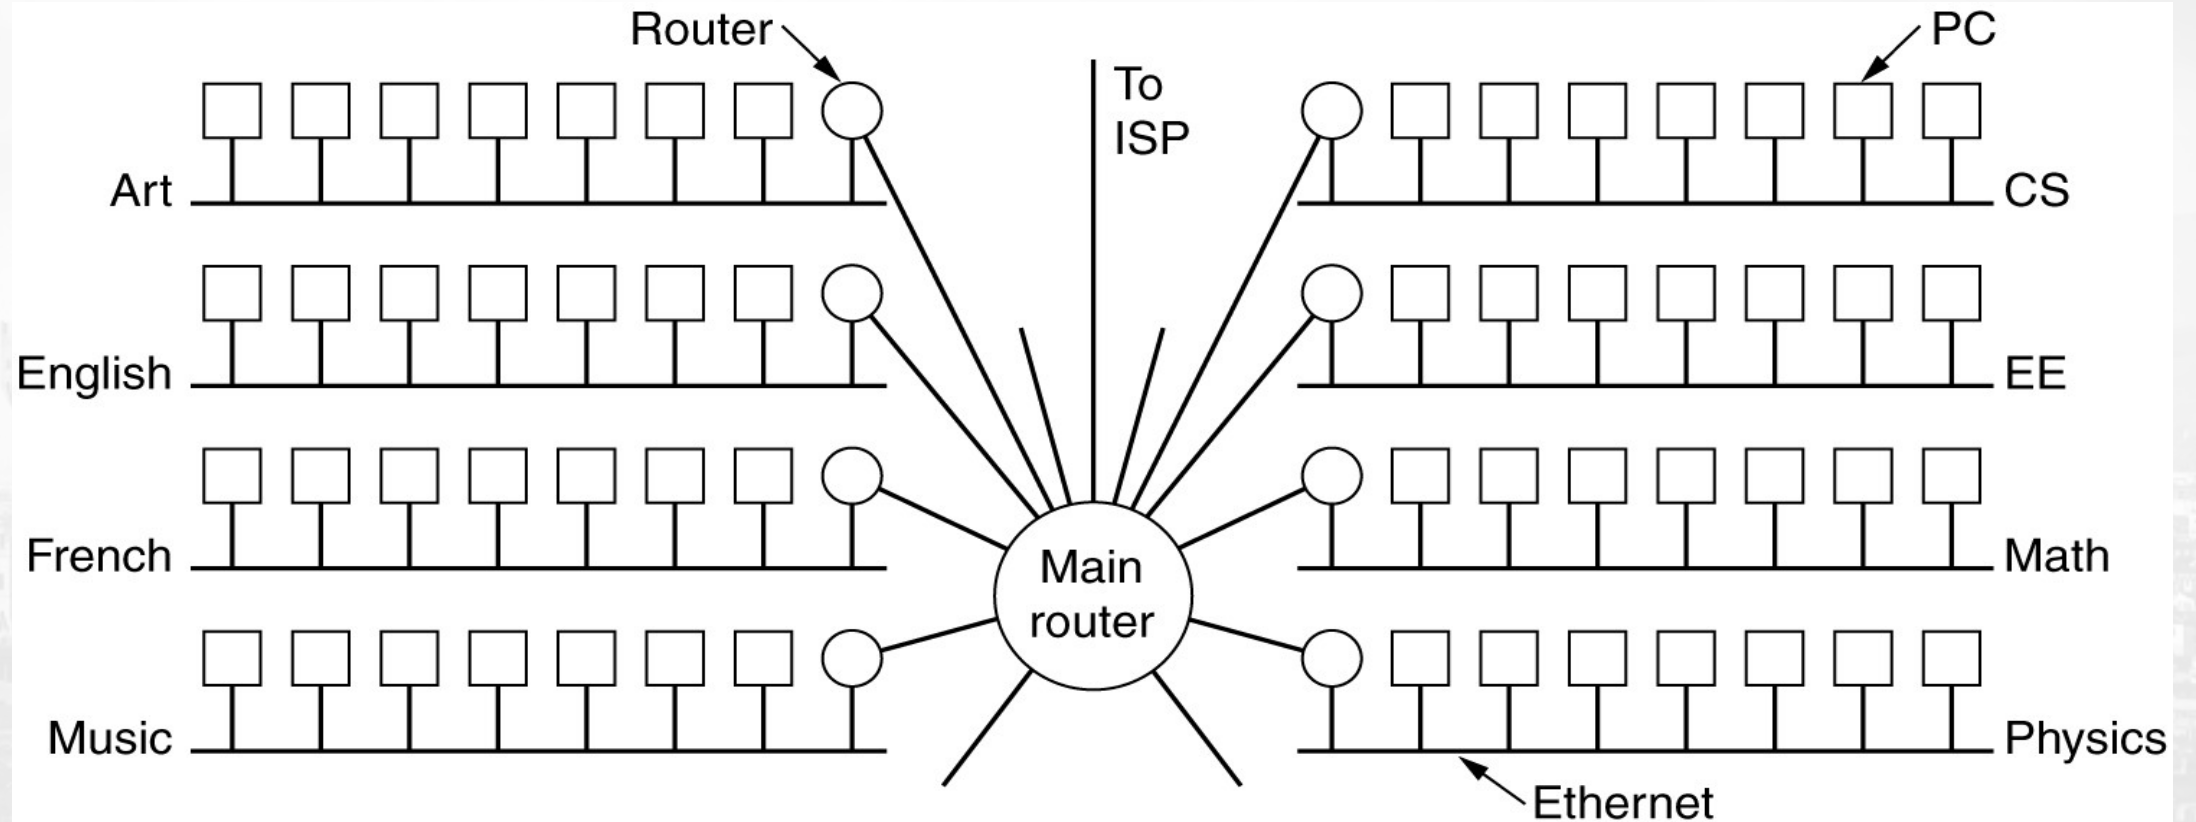 Router
PC
To
ISP
Art
CS
English
EE
French
Math
Main
router
Music
Physics
Ethernet